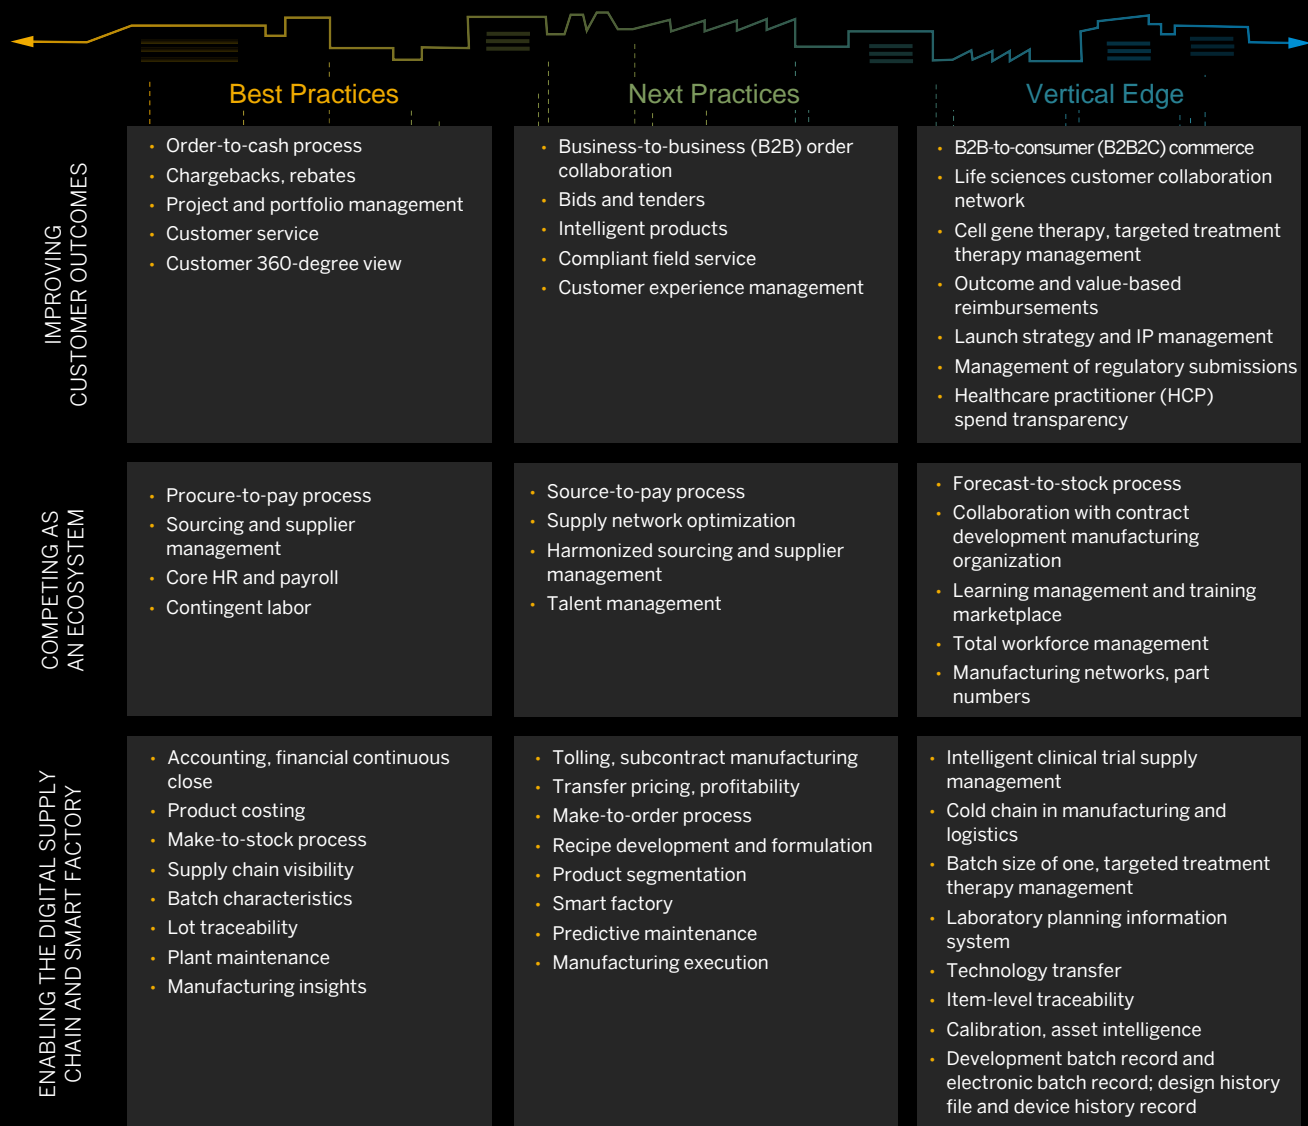 Best Practices
Next Practices
Vertical Edge
IMPROVING
CUSTOMER OUTCOMES
• Order-to-cash process
• Chargebacks, rebates
• Project and portfolio management
• Customer service
• Customer 360-degree view
• Business-to-business (B2B) order
collaboration
• Bids and tenders
• Intelligent products
• Compliant field service
• Customer experience management
• B2B-to-consumer (B2B2C) commerce
• Life sciences customer collaboration
network
• Cell gene therapy, targeted treatment
therapy management
• Outcome and value-based
reimbursements
• Launch strategy and IP management
• Management of regulatory submissions
• Healthcare practitioner (HCP)
spend transparency
COMPETING AS
AN ECOSYSTEM
• Procure-to-pay process
• Sourcing and supplier
management
• Core HR and payroll
• Contingent labor
• Source-to-pay process
• Supply network optimization
• Harmonized sourcing and supplier
management
• Talent management
• Forecast-to-stock process
• Collaboration with contract
development manufacturing
organization
• Learning management and training
marketplace
• Total workforce management
• Manufacturing networks, part
numbers
ENABLING THE DIGITAL SUPPLY
CHAIN AND SMART FACTORY
• Accounting, financial continuous
close
• Product costing
• Make-to-stock process
• Supply chain visibility
• Batch characteristics
• Lot traceability
• Plant maintenance
• Manufacturing insights
• Tolling, subcontract manufacturing
• Transfer pricing, profitability
• Make-to-order process
• Recipe development and formulation
• Product segmentation
• Smart factory
• Predictive maintenance
• Manufacturing execution
• Intelligent clinical trial supply
management
• Cold chain in manufacturing and
logistics
• Batch size of one, targeted treatment
therapy management
• Laboratory planning information
system
• Technology transfer
• Item-level traceability
• Calibration, asset intelligence
• Development batch record and
electronic batch record; design history
file and device history record